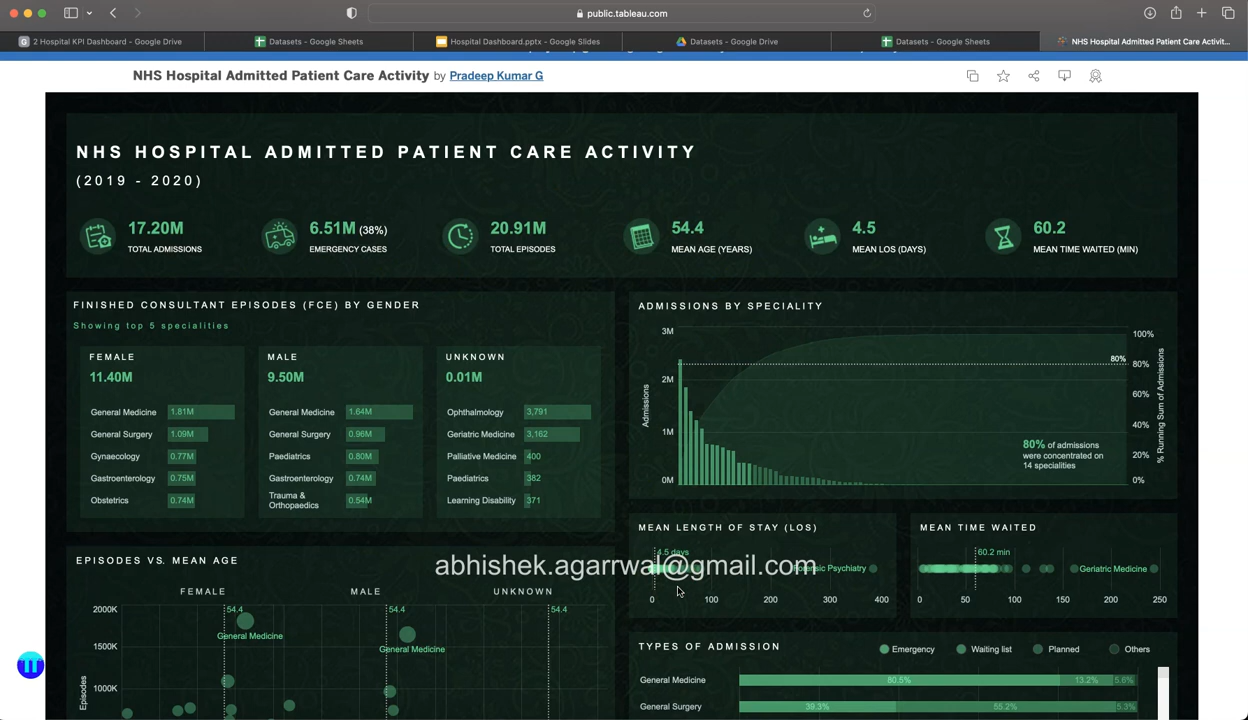 public.tableau.com
2 Hospital KPI Dashboard - Google Drive
Datasets - Google Sheets
Hospital Dashboard.pptx - Google Slides
Datasets - Google Drive
Datasets - Google Sheets
NHS Hospital Admitted Patient Care Activit...
NHS Hospital Admitted Patient Care Activity by Pradeep Kumar G
NHS HOSPITAL ADMITTED PATIENT CARE ACTIVITY
(2019 - 2020)
17.20M
TOTAL ADMISSIONS
6.51M (38%)
EMERGENCY CASES
20.91M
TOTAL EPISODES
54.4
MEAN AGE (YEARS)
4.5
MEAN LOS (DAYS)
60.2
MEAN TIME WAITED (MIN)
FINISHED CONSULTANT EPISODES (FCE) BY GENDER
Showing top 5 specialities
FEMALE
11.40M
General Medicine 1.81M
General Surgery 1.09M
Gynaecology 0.77M
Gastroenterology 0.75M
Obstetrics 0.74M
MALE
9.50M
General Medicine 1.64M
General Surgery 0.96M
Paediatrics 0.80M
Gastroenterology 0.74M
Trauma &
Orthopaedics 0.54M
UNKNOWN
0.01M
Ophthalmology 3,791
Geriatric Medicine 3,162
Palliative Medicine 400
Paediatrics 382
Learning Disability 371
ADMISSIONS BY SPECIALITY
Admissions
3M
2M
1M
0M
80%
80% of admissions
were concentrated on
14 specialities
100%
80%
60%
40%
20%
0%
% Running Sum of Admissions
MEAN LENGTH OF STAY (LOS)
4.5 days
Forensic Psychiatry
0 100 200 300 400
MEAN TIME WAITED
60.2 min
Geriatric Medicine
0 50 100 150 200 250
abhishek.agarrwal@gmail.com
EPISODES VS. MEAN AGE
FEMALE MALE UNKNOWN
Episodes
2000K
1500K
1000K
54.4 54.4 54.4
General Medicine
General Medicine
TYPES OF ADMISSION
Emergency Waiting list Planned Others
General Medicine 80.5% 13.2% 5.6%
General Surgery 39.3% 55.2% 5.3%